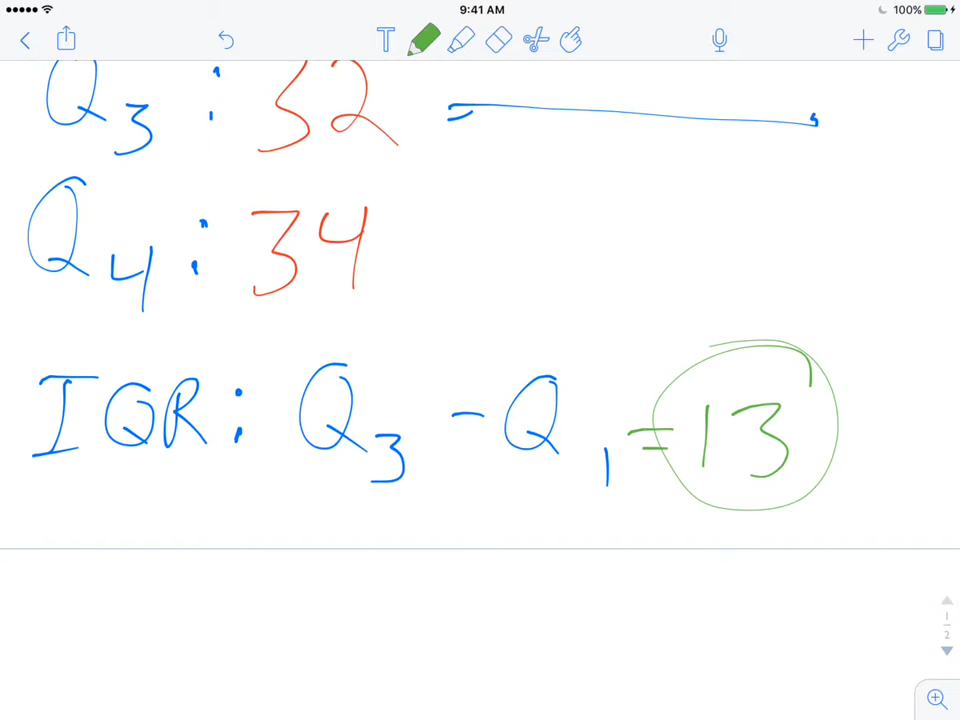 9:41 AM
100%
T
Q3 : 32
Q4 : 34
IQR : Q3 - Q1 = 13
1
2